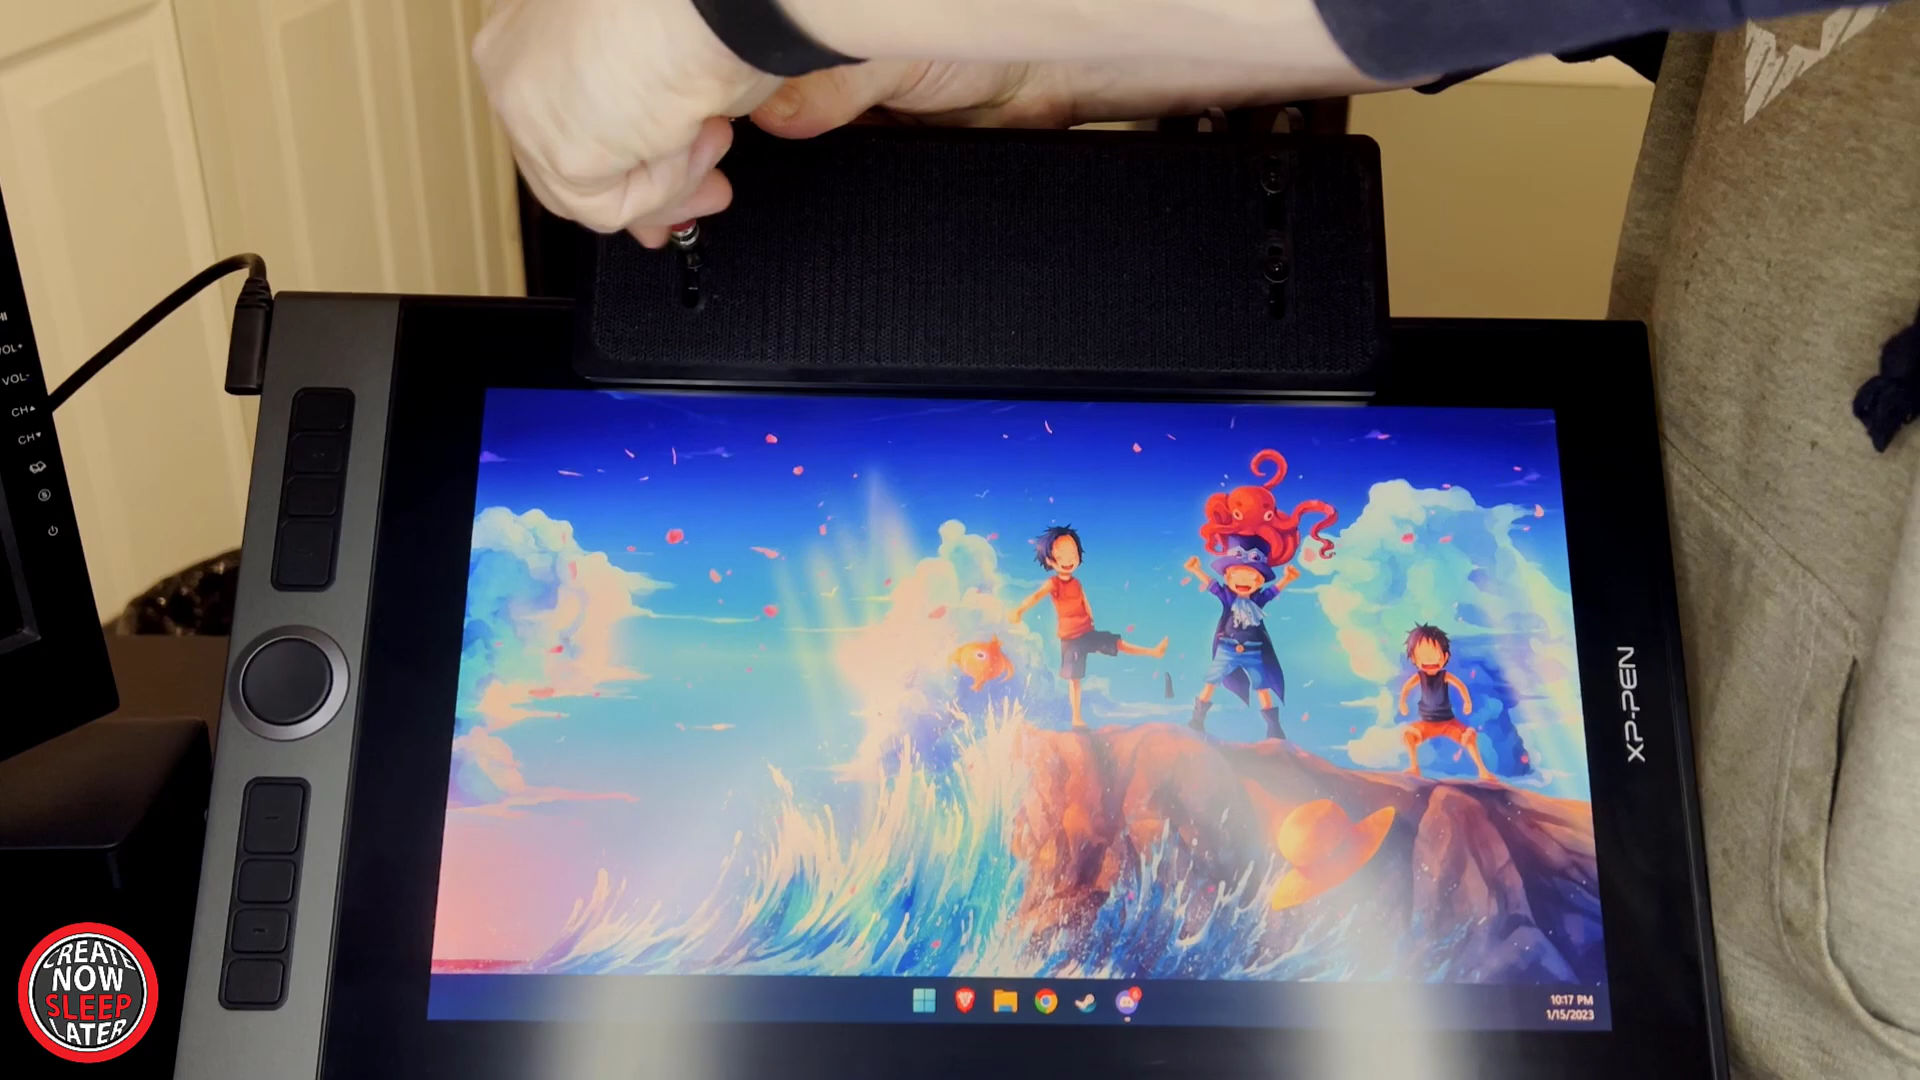 VOL+
VOL-
CH▲
CH▼
XP-PEN
10:17 PM
1/15/2023
CREATE
NOW
SLEEP
LATER